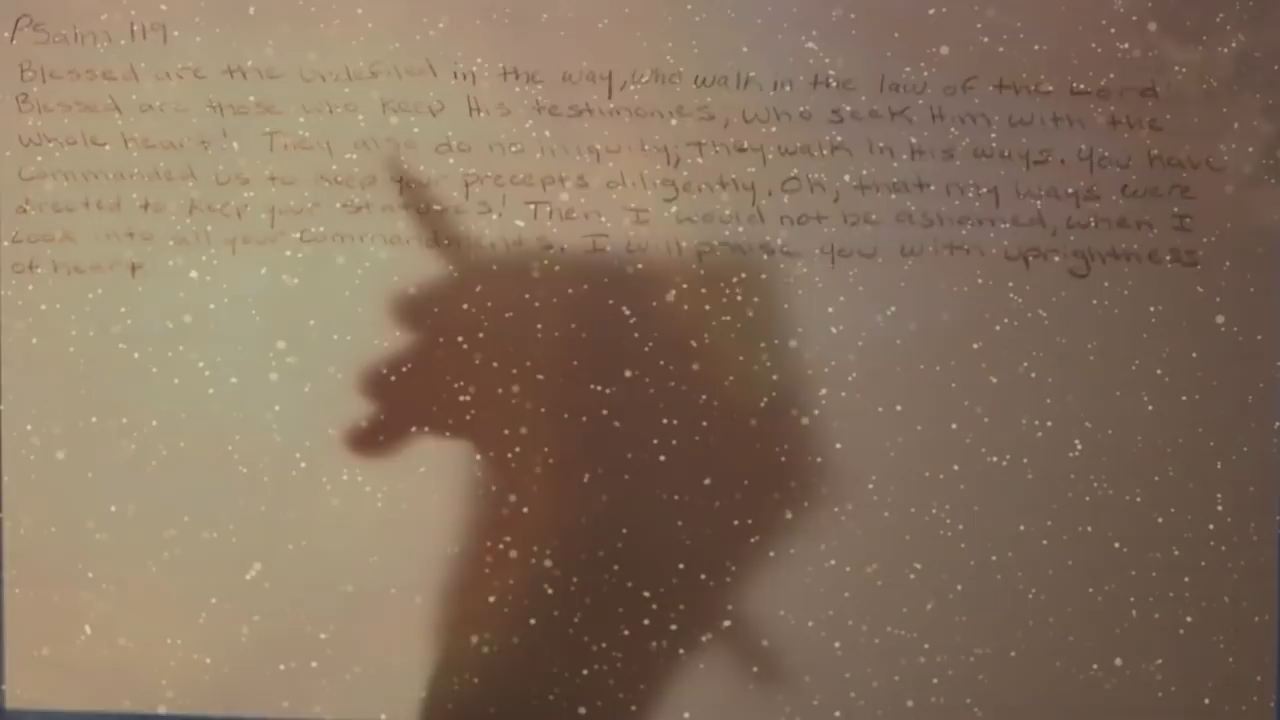 Psalm 119
Blessed are the undefiled in the way, who walk in the law of the Lord!
Blessed are those who keep His testimonies, who seek Him with the
whole heart! They also do no iniquity; They walk in His ways. You have
Commanded us to keep your precepts diligently. Oh, that my ways were
directed to keep your statutes! Then I would not be ashamed, when I
Look into all your Commandments. I will praise you with uprightness
of heart